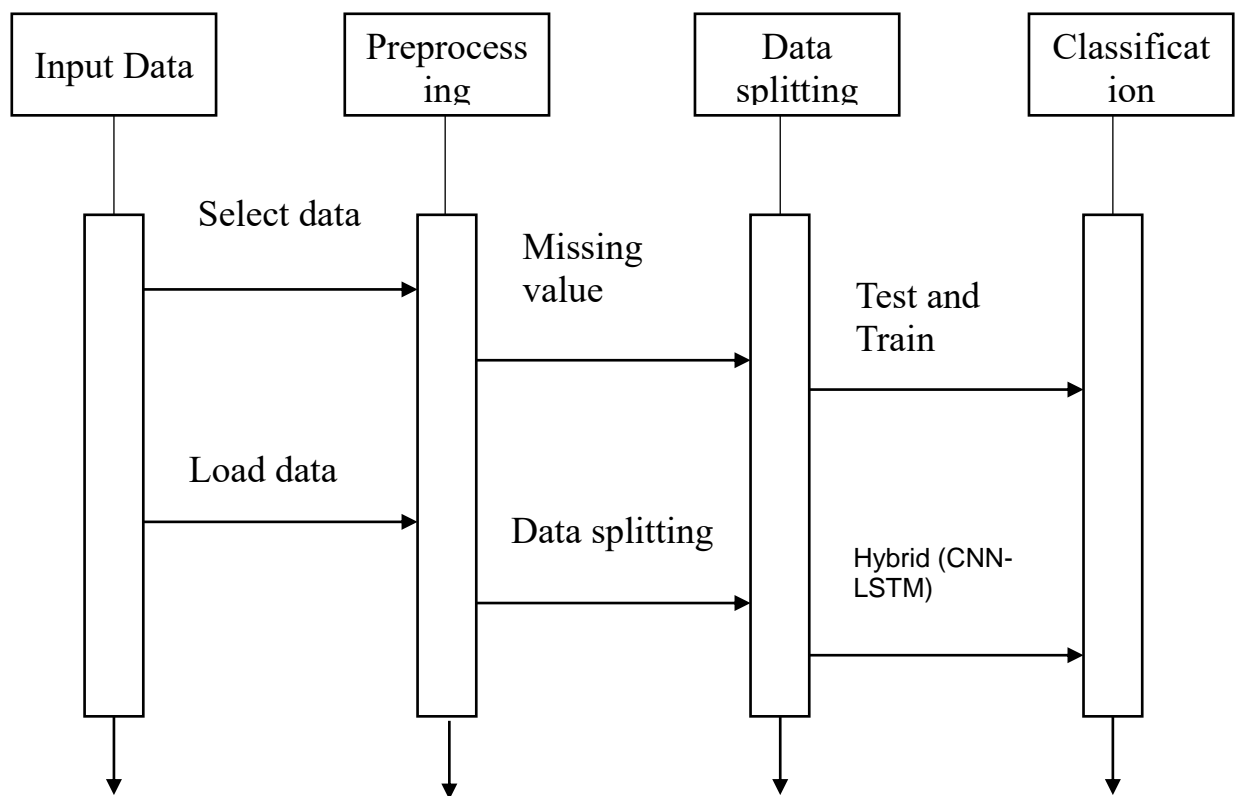 Input Data
Preprocess
ing
Data
splitting
Classificat
ion
Select data
Missing
value
Test and
Train
Load data
Data splitting
Hybrid (CNN-
LSTM)